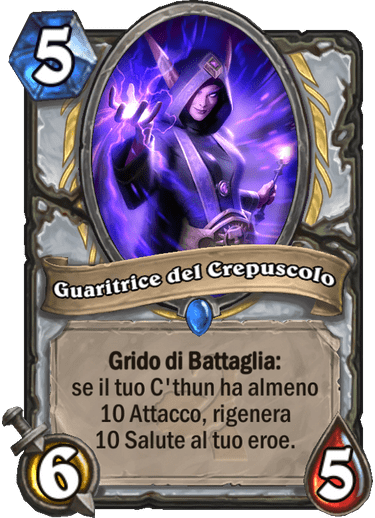 5
Guaritrice del Crepuscolo
Grido di Battaglia:
se il tuo C'thun ha almeno
10 Attacco, rigenera
10 Salute al tuo eroe.
6
5